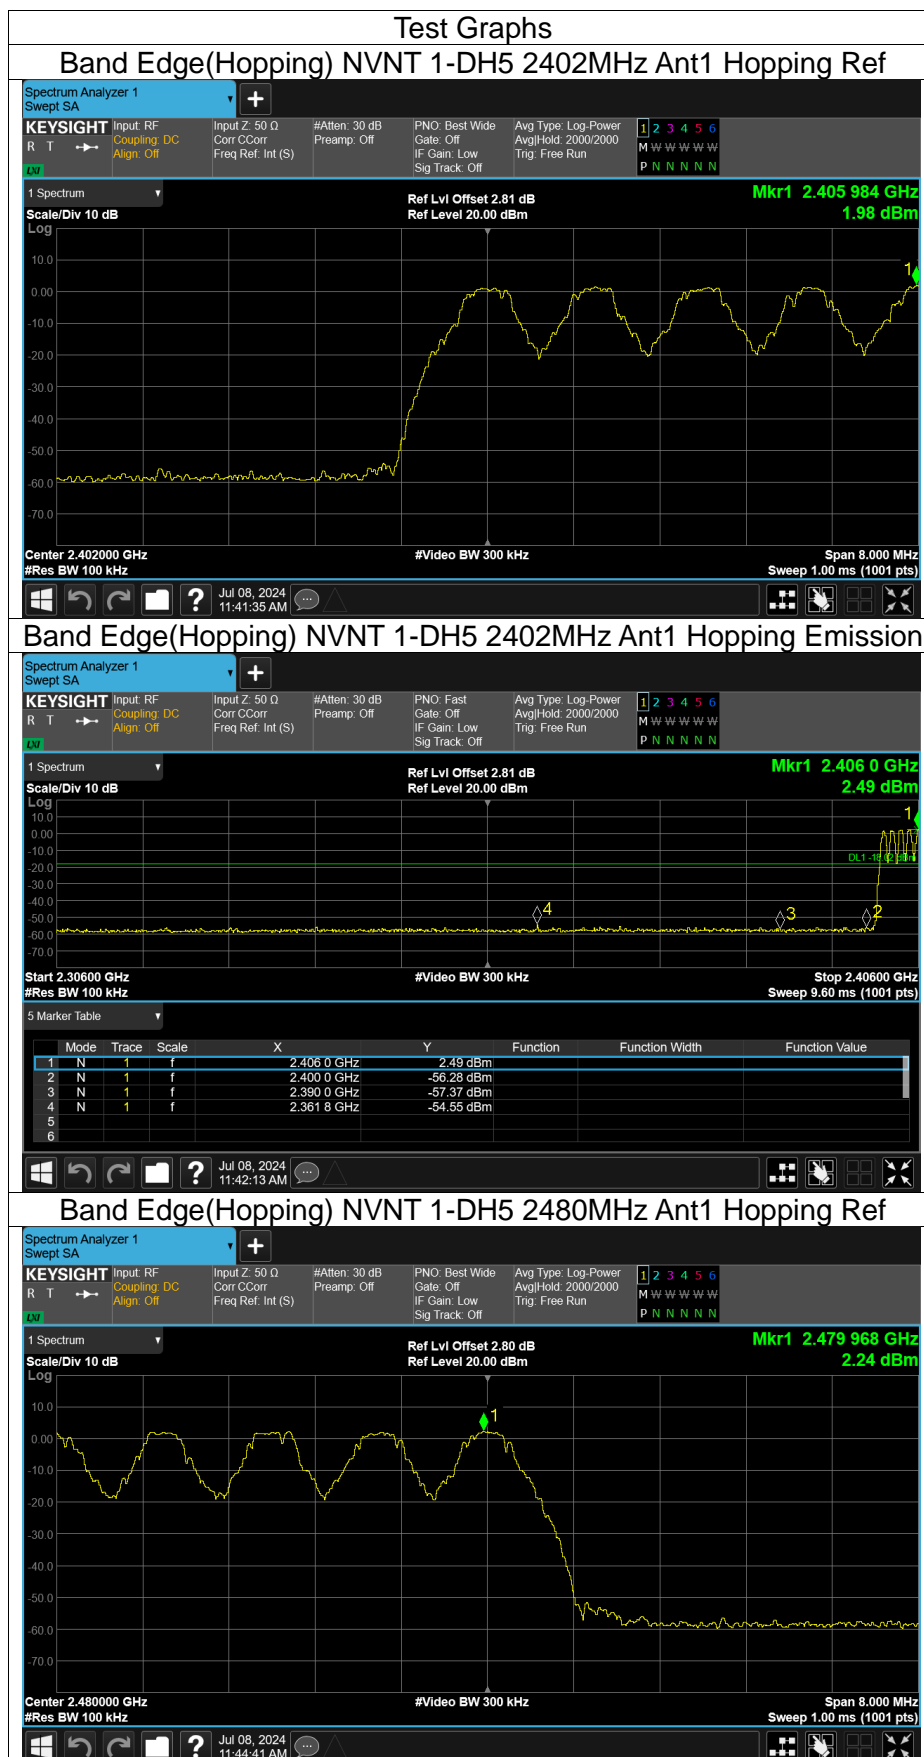 Test Graphs
Band Edge(Hopping) NVNT 1-DH5 2402MHz Ant1 Hopping Ref
Spectrum Analyzer 1
Swept SA
KEYSIGHT Input: RF Input Z: 50 Ω #Atten: 30 dB PNO: Best Wide Avg Type: Log-Power 1 2 3 4 5 6
R T Coupling: DC Corr CCorr Preamp: Off Gate: Off Avg|Hold: 2000/2000 M W W W W W
Align: Off Freq Ref: Int (S) IF Gain: Low Trig: Free Run
LXI Sig Track: Off P N N N N N
1 Spectrum Ref Lvl Offset 2.81 dB Mkr1 2.405 984 GHz
Scale/Div 10 dB Ref Level 20.00 dBm 1.98 dBm
Log
1
10.0
0.00
-10.0
-20.0
-30.0
-40.0
-50.0
-60.0
-70.0
Center 2.402000 GHz #Video BW 300 kHz Span 8.000 MHz
#Res BW 100 kHz Sweep 1.00 ms (1001 pts)
? Jul 08, 2024
11:41:35 AM
Band Edge(Hopping) NVNT 1-DH5 2402MHz Ant1 Hopping Emission
Spectrum Analyzer 1
Swept SA
KEYSIGHT Input: RF Input Z: 50 Ω #Atten: 30 dB PNO: Fast Avg Type: Log-Power 1 2 3 4 5 6
R T Coupling: DC Corr CCorr Preamp: Off Gate: Off Avg|Hold: 2000/2000 M W W W W W
Align: Off Freq Ref: Int (S) IF Gain: Low Trig: Free Run
LXI Sig Track: Off P N N N N N
1 Spectrum Ref Lvl Offset 2.81 dB Mkr1 2.406 0 GHz
Scale/Div 10 dB Ref Level 20.00 dBm 2.49 dBm
Log
10.0 1
0.00
-10.0 DL1 -18.02 dBm
-20.0
-30.0
-40.0
-50.0 4 3 2
-60.0
-70.0
Start 2.30600 GHz #Video BW 300 kHz Stop 2.40600 GHz
#Res BW 100 kHz Sweep 9.60 ms (1001 pts)
5 Marker Table
Mode Trace Scale X Y Function Function Width Function Value
1 N 1 f 2.406 0 GHz 2.49 dBm
2 N 1 f 2.400 0 GHz -56.28 dBm
3 N 1 f 2.390 0 GHz -57.37 dBm
4 N 1 f 2.361 8 GHz -54.55 dBm
5
6
? Jul 08, 2024
11:42:13 AM
Band Edge(Hopping) NVNT 1-DH5 2480MHz Ant1 Hopping Ref
Spectrum Analyzer 1
Swept SA
KEYSIGHT Input: RF Input Z: 50 Ω #Atten: 30 dB PNO: Best Wide Avg Type: Log-Power 1 2 3 4 5 6
R T Coupling: DC Corr CCorr Preamp: Off Gate: Off Avg|Hold: 2000/2000 M W W W W W
Align: Off Freq Ref: Int (S) IF Gain: Low Trig: Free Run
LXI Sig Track: Off P N N N N N
1 Spectrum Ref Lvl Offset 2.80 dB Mkr1 2.479 968 GHz
Scale/Div 10 dB Ref Level 20.00 dBm 2.24 dBm
Log
10.0 1
0.00
-10.0
-20.0
-30.0
-40.0
-50.0
-60.0
-70.0
Center 2.480000 GHz #Video BW 300 kHz Span 8.000 MHz
#Res BW 100 kHz Sweep 1.00 ms (1001 pts)
? Jul 08, 2024
11:44:41 AM